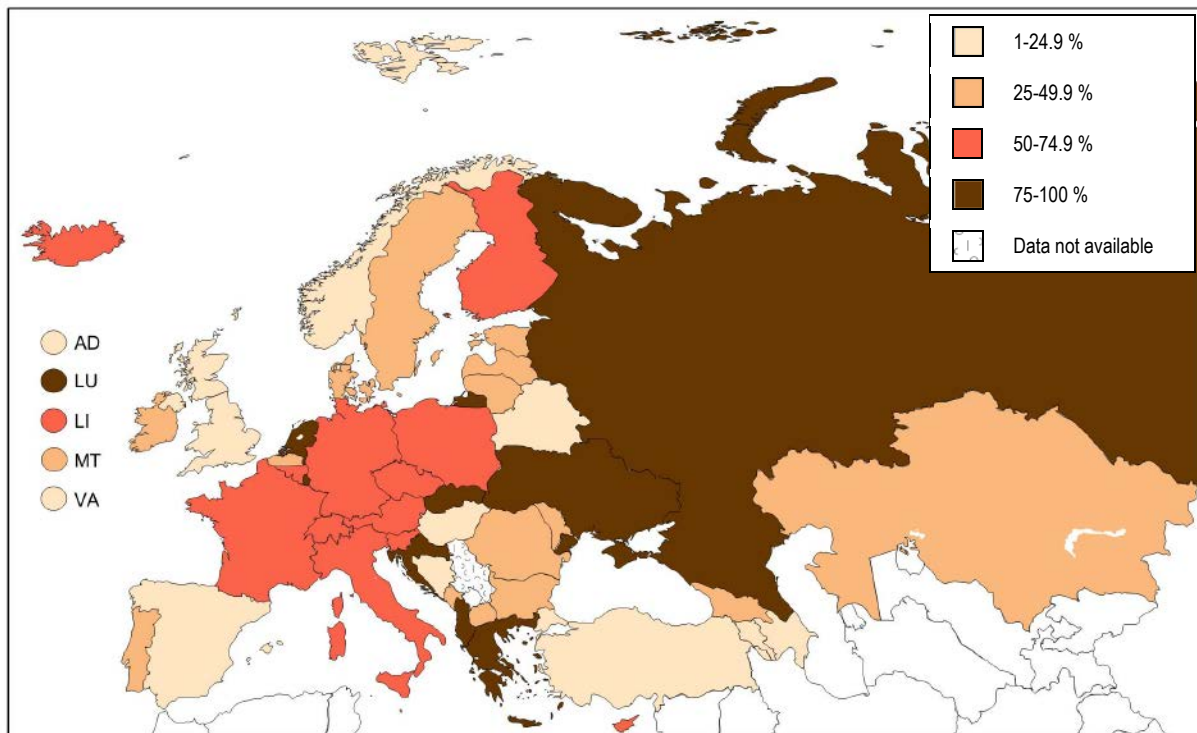 1-24.9 %
25-49.9 %
50-74.9 %
75-100 %
Data not available
AD
LU
LI
MT
VA